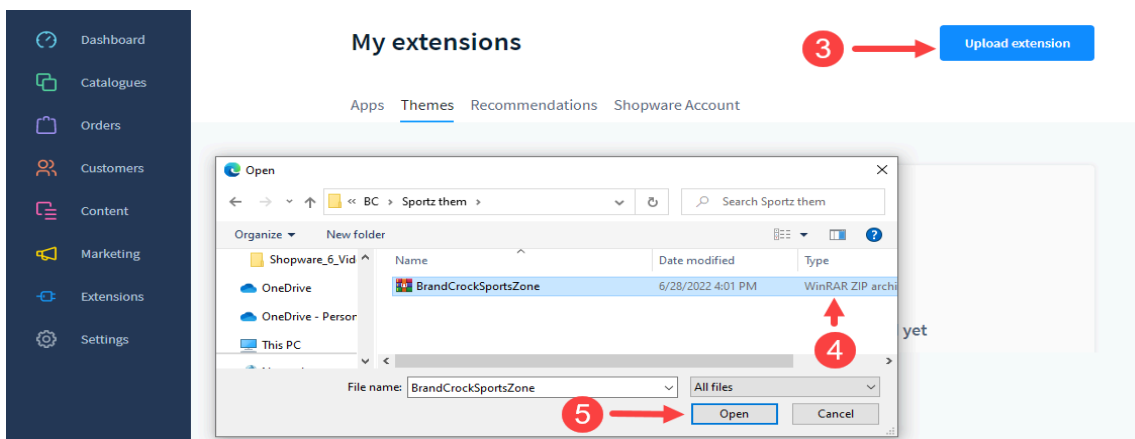 Dashboard
Catalogues
Orders
Customers
Content
Marketing
Extensions
Settings
My extensions
3
Upload extension
Apps Themes Recommendations Shopware Account
Open
« BC › Sportz them ›
Search Sportz them
Organize
New folder
Shopware_6_Vid
OneDrive
OneDrive - Person
This PC
Name Date modified Type
BrandCrockSportsZone 6/28/2022 4:01 PM WinRAR ZIP archi
4
yet
File name: BrandCrockSportsZone All files
5
Open Cancel